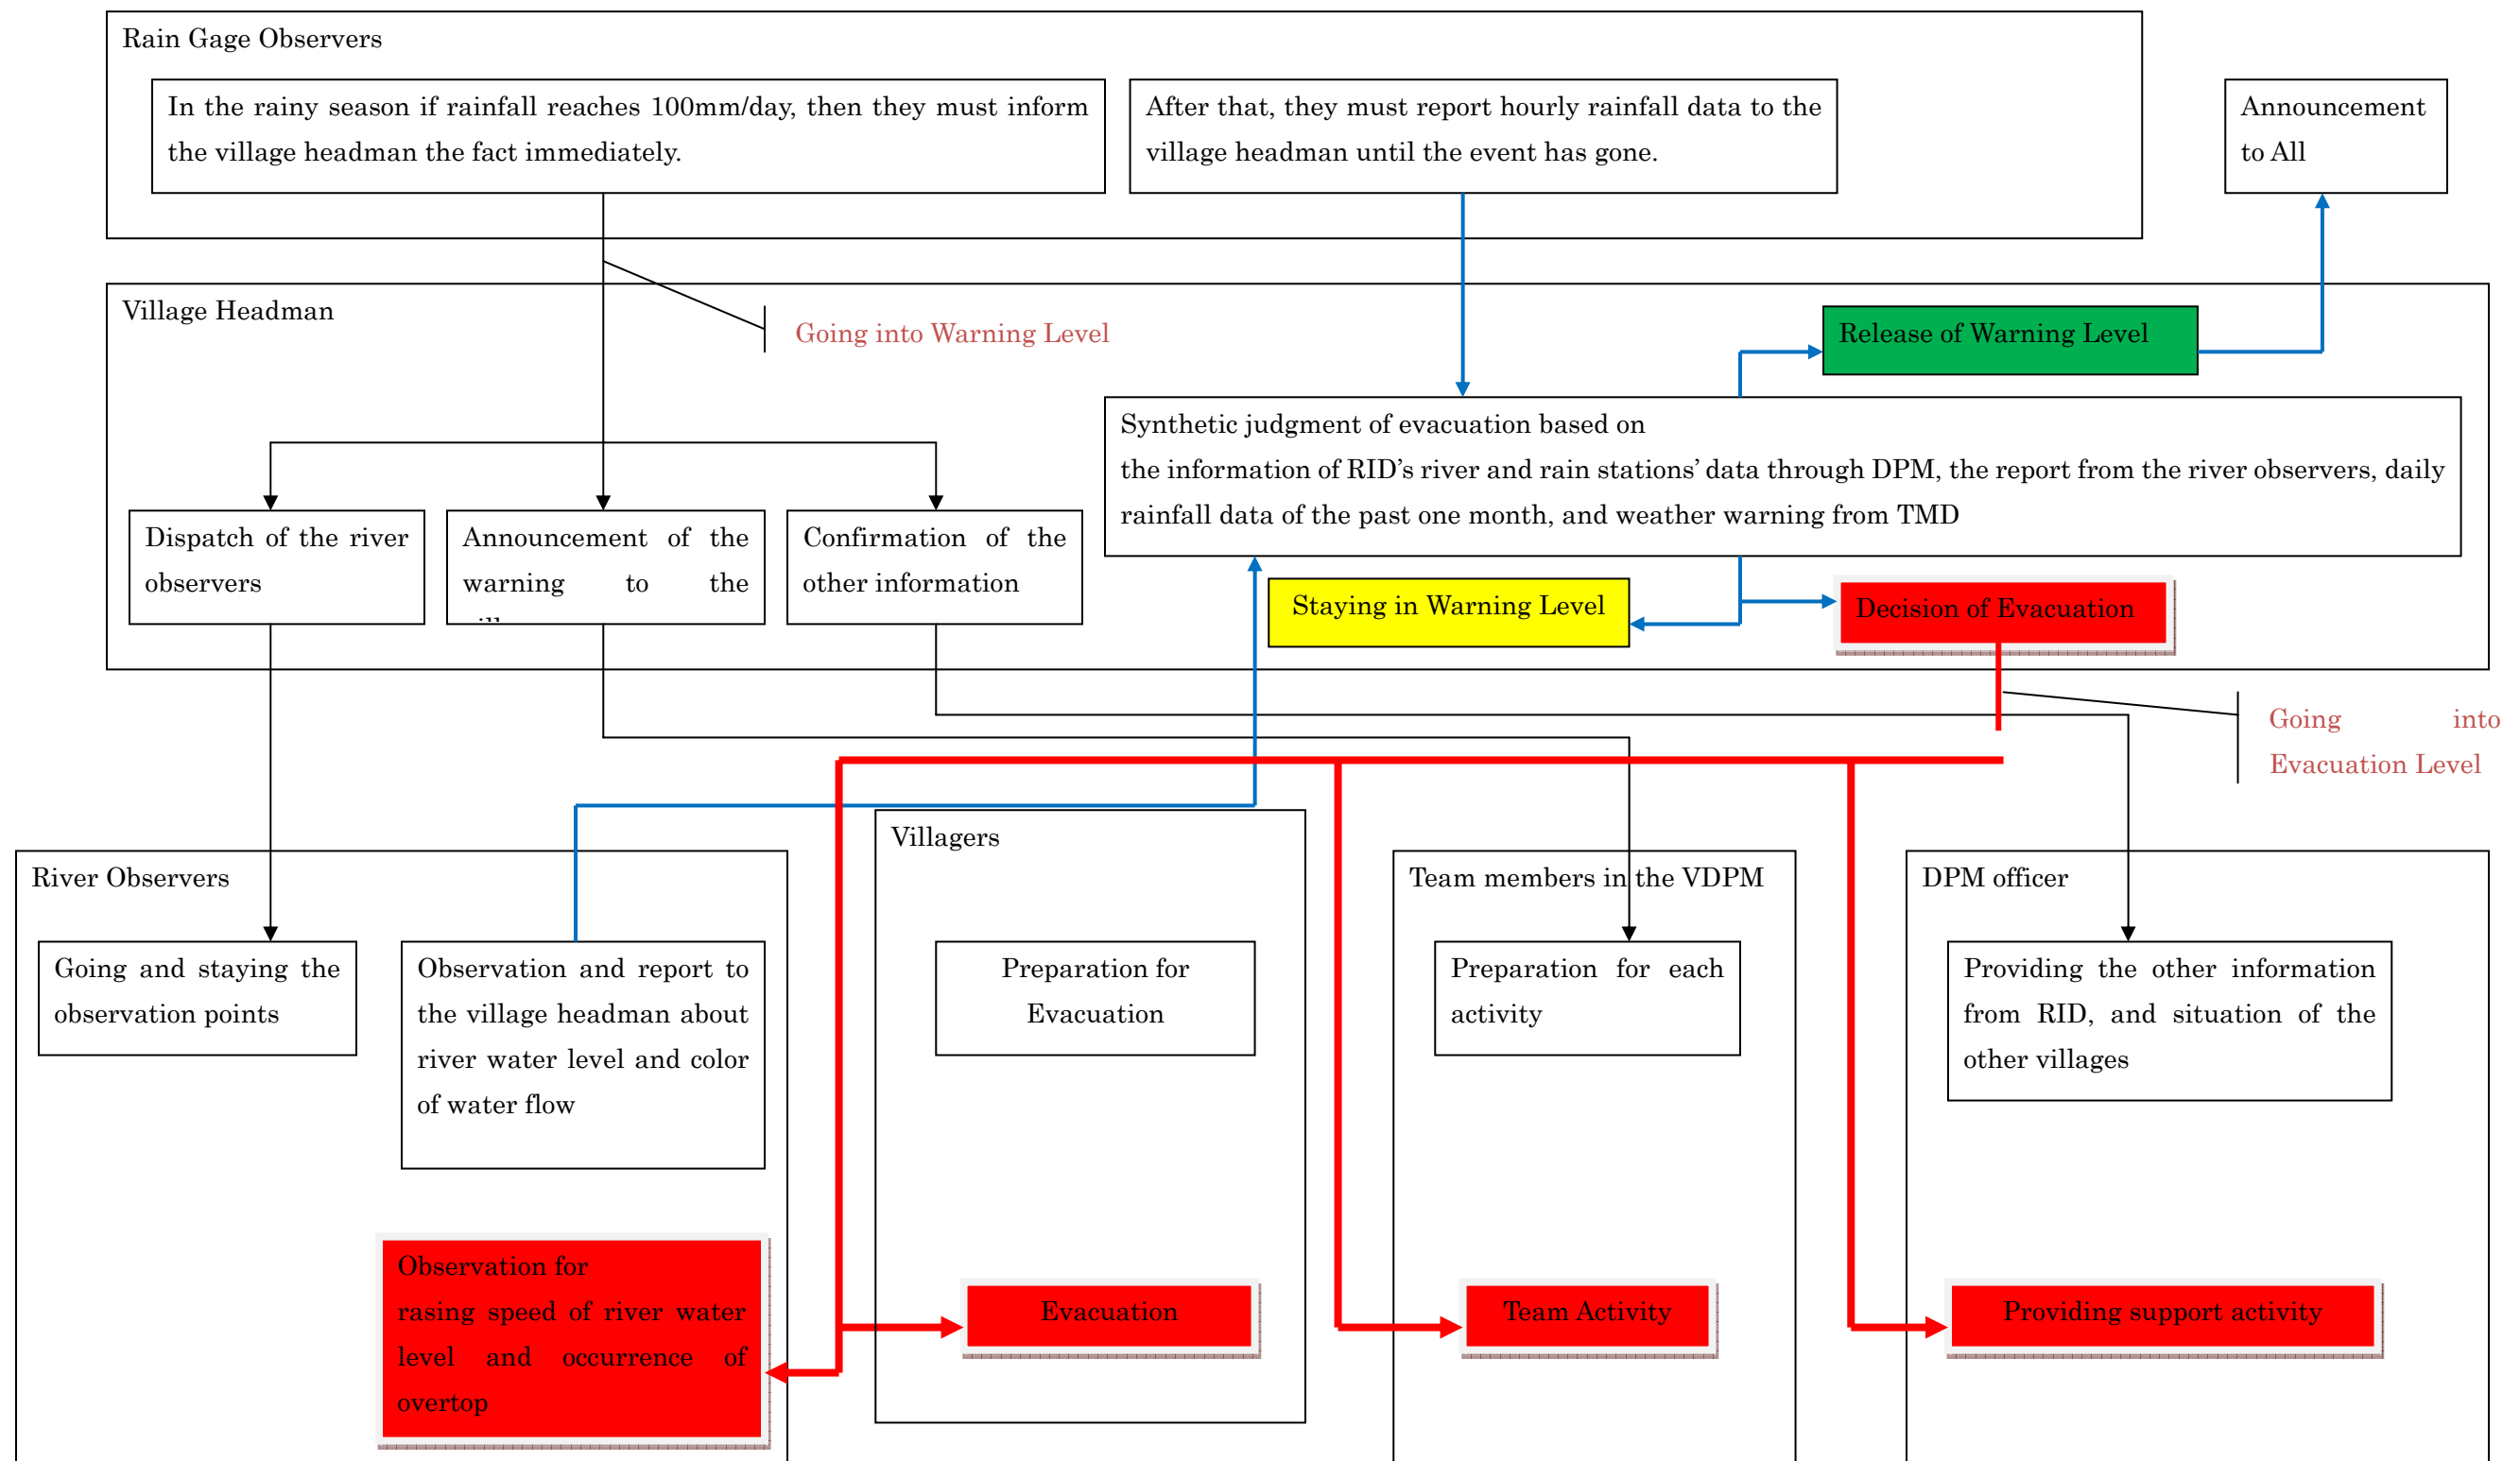 Rain Gage Observers
In the rainy season if rainfall reaches 100mm/day, then they must inform
the village headman the fact immediately.
After that, they must report hourly rainfall data to the
village headman until the event has gone.
Announcement
to All
Village Headman
Going into Warning Level
Release of Warning Level
Synthetic judgment of evacuation based on
the information of RID’s river and rain stations’ data through DPM, the report from the river observers, daily
rainfall data of the past one month, and weather warning from TMD
Dispatch of the river
observers
Announcement of the
warning to the
Confirmation of the
other information
Staying in Warning Level
Decision of Evacuation
Going into
Evacuation Level
River Observers
Going and staying the
observation points
Observation and report to
the village headman about
river water level and color
of water flow
Observation for
rasing speed of river water
level and occurrence of
overtop
Villagers
Preparation for
Evacuation
Evacuation
Team members in the VDPM
Preparation for each
activity
Team Activity
DPM officer
Providing the other information
from RID, and situation of the
other villages
Providing support activity